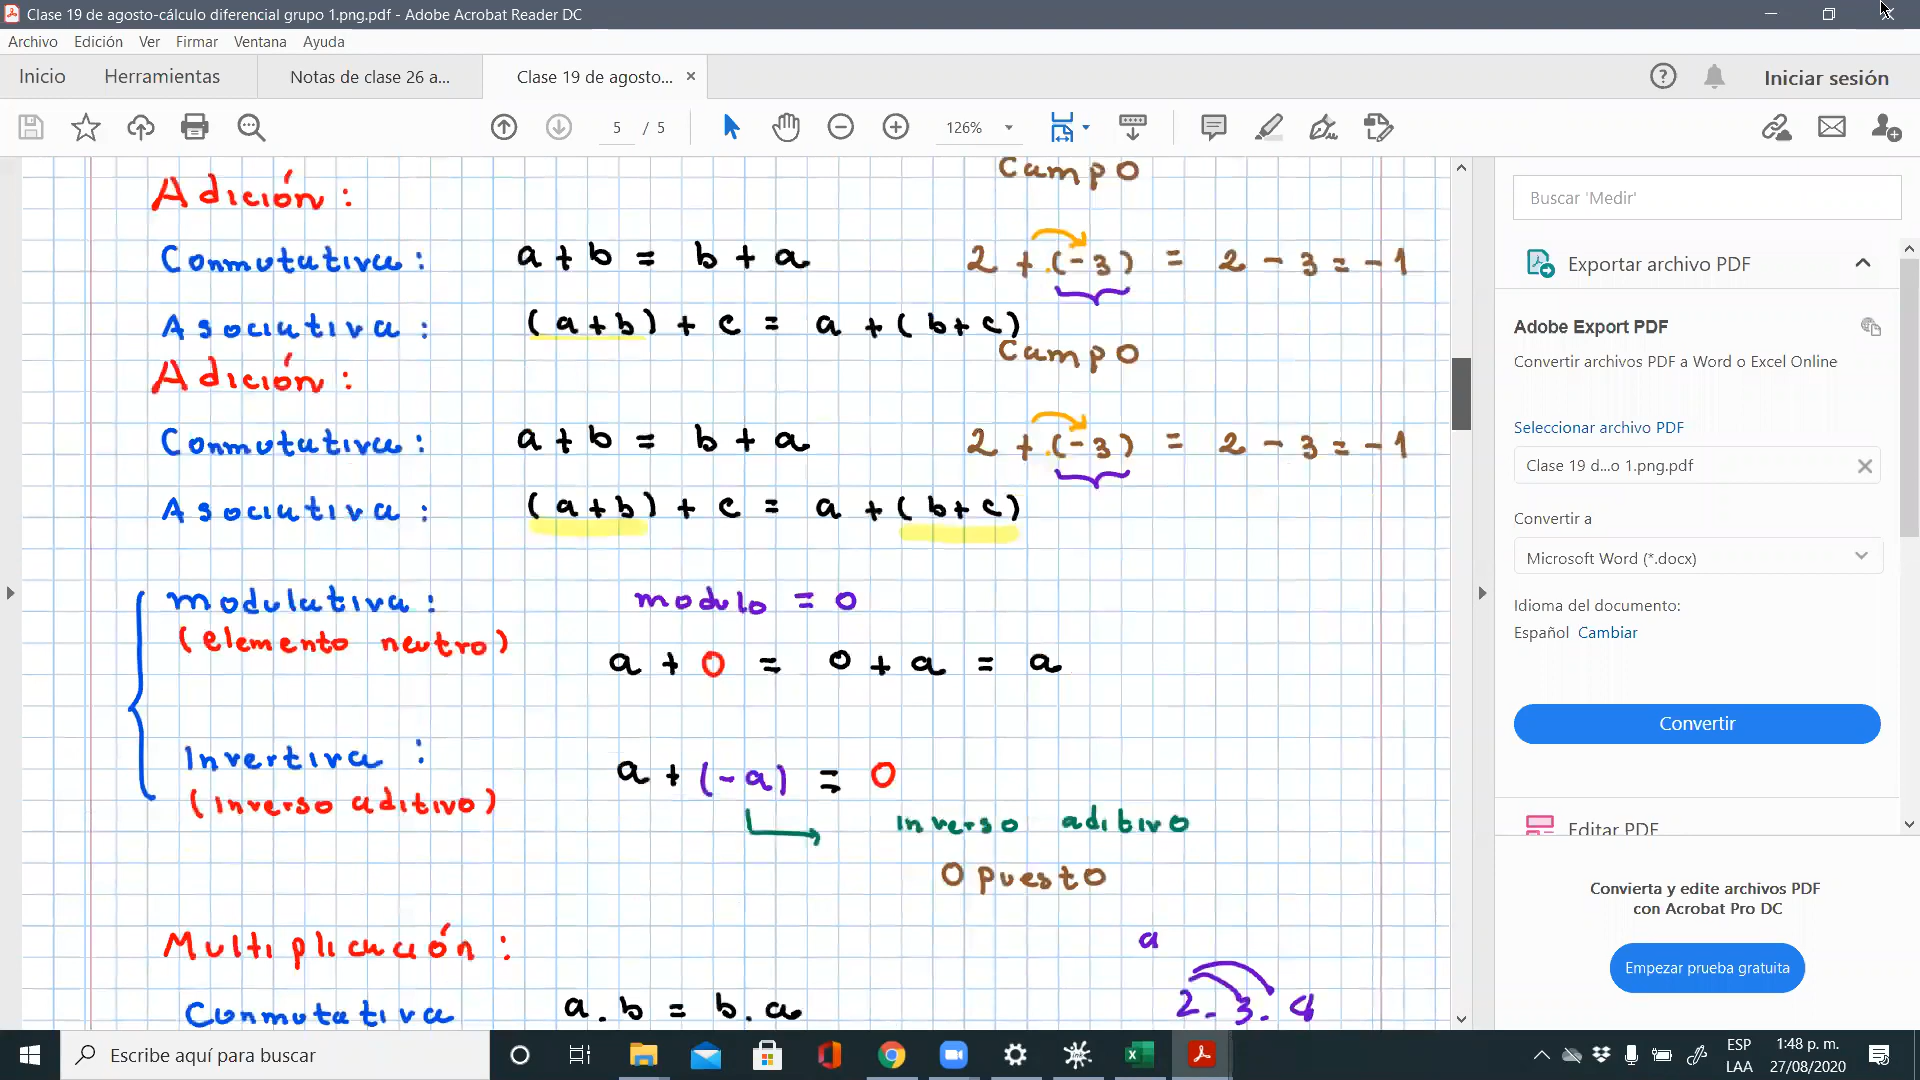 Clase 19 de agosto-cálculo diferencial grupo 1.png.pdf - Adobe Acrobat Reader DC
Archivo Edición Ver Firmar Ventana Ayuda
Inicio Herramientas Notas de clase 26 a... Clase 19 de agosto... × Iniciar sesión
5 / 5 126%
Campo
Adición:
Conmutativa: a + b = b + a 2 + (-3) = 2 - 3 = -1
Asociativa: (a+b) + c = a + (b+c)
Campo
Adición:
Conmutativa: a + b = b + a 2 + (-3) = 2 - 3 = -1
Asociativa: (a+b) + c = a + (b+c)
modulativa: modulo = 0
(elemento neutro)
a + 0 = 0 + a = a
Invertiva: a + (-a) = 0
(inverso aditivo) inverso aditivo
Opuesto
Multiplicación: a
Conmutativa a . b = b . a 2 . 3 . 4
Buscar 'Medir'
Exportar archivo PDF
Adobe Export PDF
Convertir archivos PDF a Word o Excel Online
Seleccionar archivo PDF
Clase 19 d...o 1.png.pdf
Convertir a
Microsoft Word (*.docx)
Idioma del documento:
Español Cambiar
Convertir
Editar PDF
Convierta y edite archivos PDF
con Acrobat Pro DC
Empezar prueba gratuita
Escribe aquí para buscar
ESP
LAA
1:48 p. m.
27/08/2020